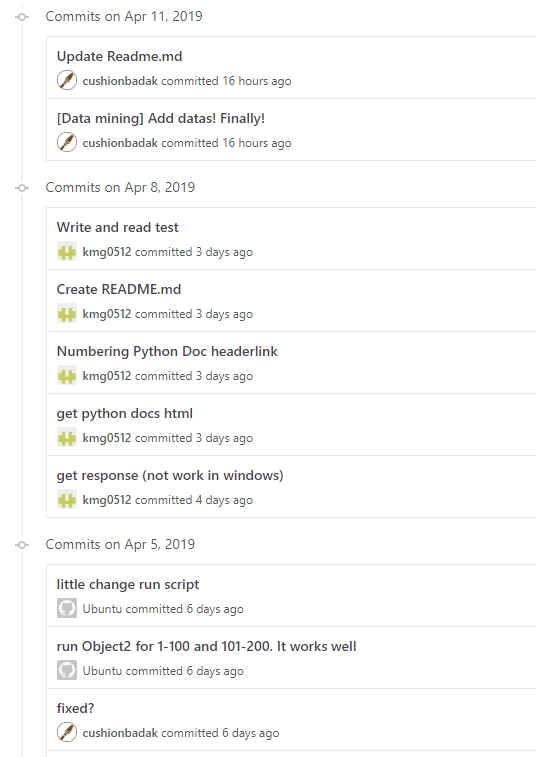 Commits on Apr 11, 2019
Update Readme.md
cushionbadak committed 16 hours ago
[Data mining] Add datas! Finally!
cushionbadak committed 16 hours ago
Commits on Apr 8, 2019
Write and read test
kmg0512 committed 3 days ago
Create README.md
kmg0512 committed 3 days ago
Numbering Python Doc headerlink
kmg0512 committed 3 days ago
get python docs html
kmg0512 committed 3 days ago
get response (not work in windows)
kmg0512 committed 4 days ago
Commits on Apr 5, 2019
little change run script
Ubuntu committed 6 days ago
run Object2 for 1-100 and 101-200. It works well
Ubuntu committed 6 days ago
fixed?
cushionbadak committed 6 days ago